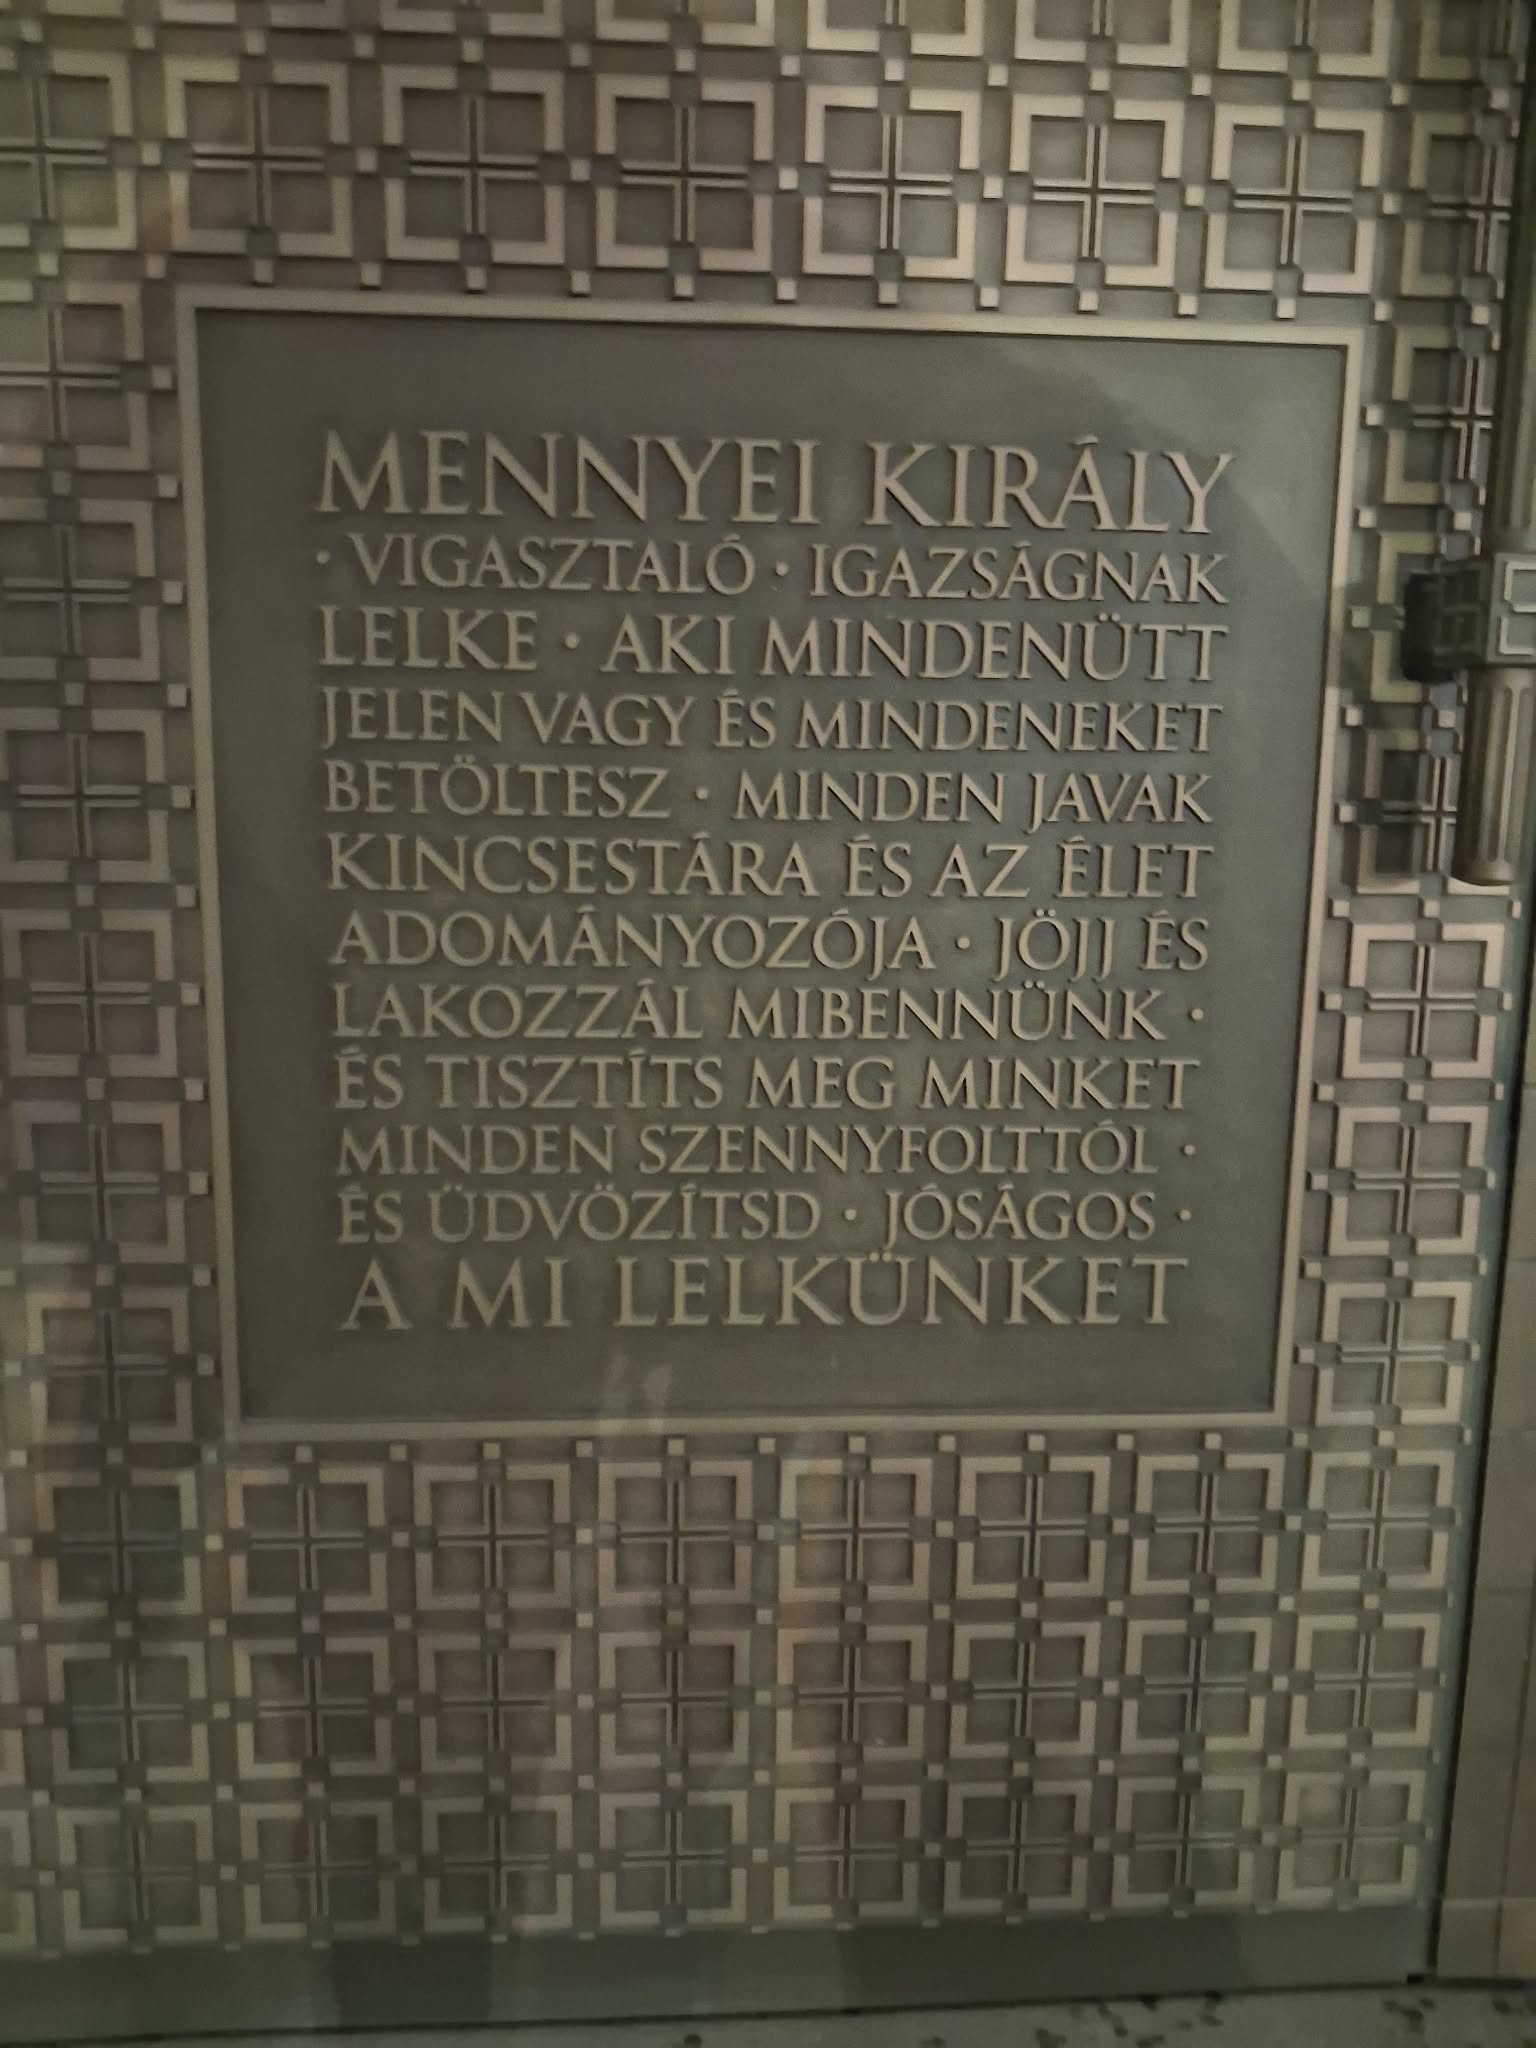 MENNYEI KIRÁLY
· VIGASZTALÓ · IGAZSÁGNAK
LELKE · AKI MINDENÜTT
JELEN VAGY ÉS MINDENEKET
BETÖLTESZ · MINDEN JAVAK
KINCSESTÁRA ÉS AZ ÉLET
ADOMÁNYOZÓJA · JÖJJ ÉS
LAKOZZÁL MIBENNÜNK ·
ÉS TISZTÍTS MEG MINKET
MINDEN SZENNYFOLTTÓL ·
ÉS ÜDVÖZÍTSD · JÓSÁGOS ·
A MI LELKÜNKET